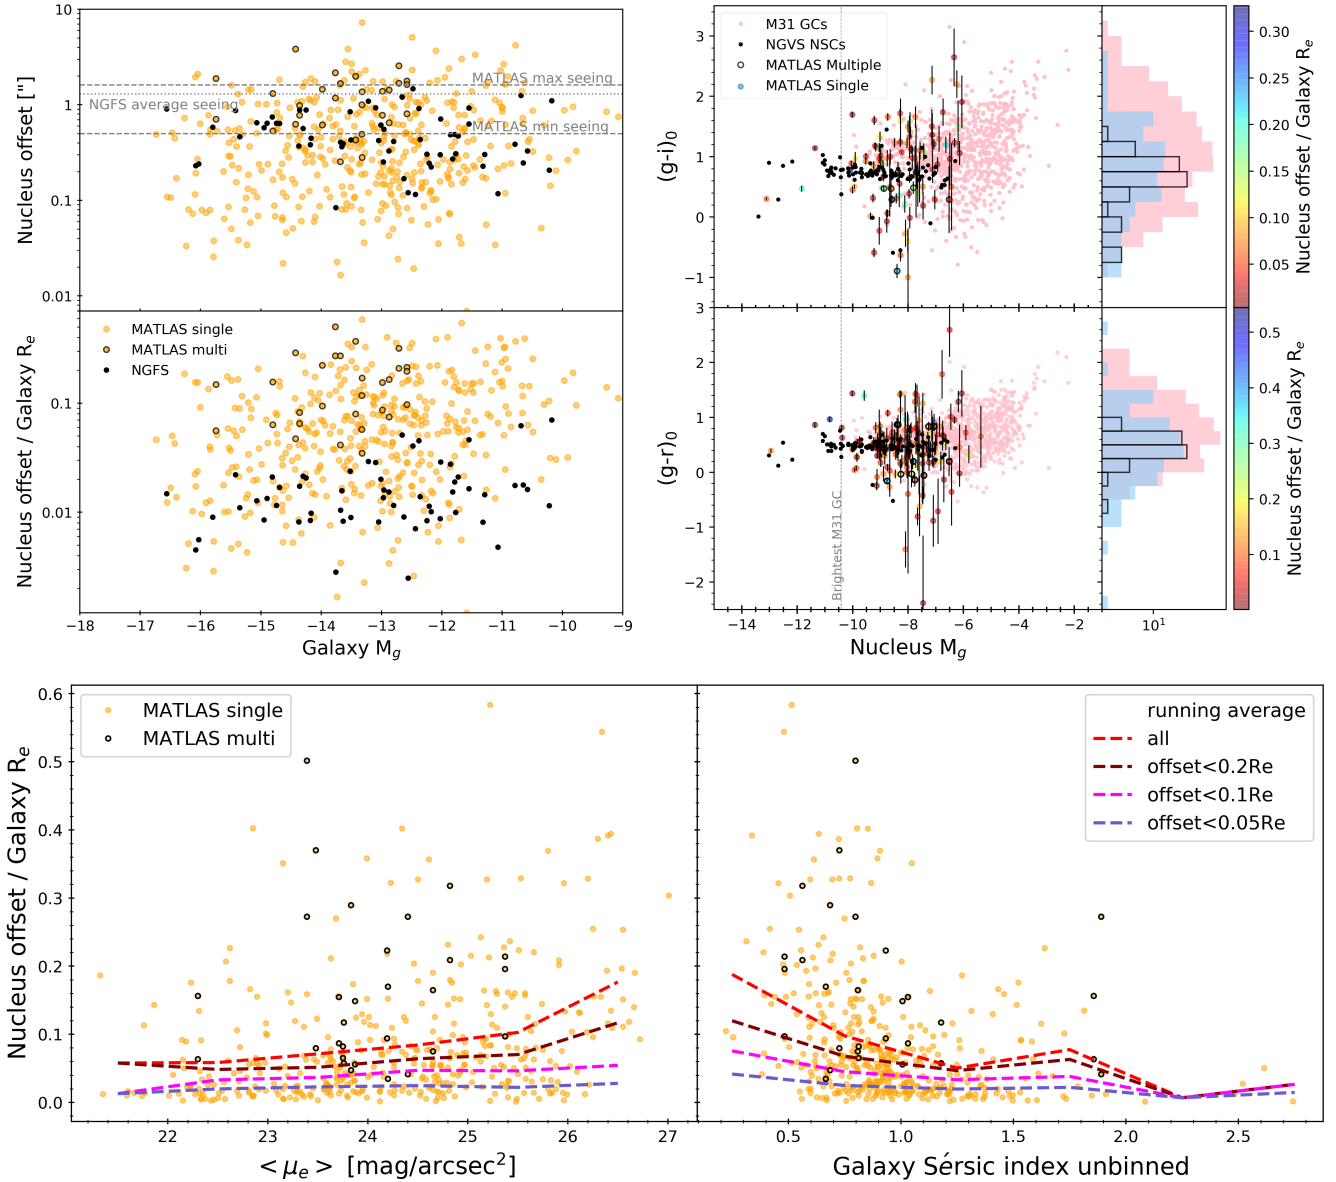 10
1
0.1
0.01
Nucleus offset ["]
MATLAS max seeing
NGFS average seeing
MATLAS min seeing
0.1
0.01
Nucleus offset / Galaxy Re
MATLAS single
MATLAS multi
NGFS
−18 −17 −16 −15 −14 −13 −12 −11 −10 −9
Galaxy Mg
3
2
1
0
−1
(g-i)0
M31 GCs
NGVS NSCs
MATLAS Multiple
MATLAS Single
0.30
0.25
0.20
0.15
0.10
0.05
Nucleus offset / Galaxy Re
3
2
1
0
−1
−2
(g-r)0
Brightest M31 GC
−14 −12 −10 −8 −6 −4 −2
Nucleus Mg
10¹
0.5
0.4
0.3
0.2
0.1
Nucleus offset / Galaxy Re
0.6
0.5
0.4
0.3
0.2
0.1
0.0
Nucleus offset / Galaxy Re
MATLAS single
MATLAS multi
22 23 24 25 26 27
<μe> [mag/arcsec²]
running average
all
offset<0.2Re
offset<0.1Re
offset<0.05Re
0.5 1.0 1.5 2.0 2.5
Galaxy Sérsic index unbinned